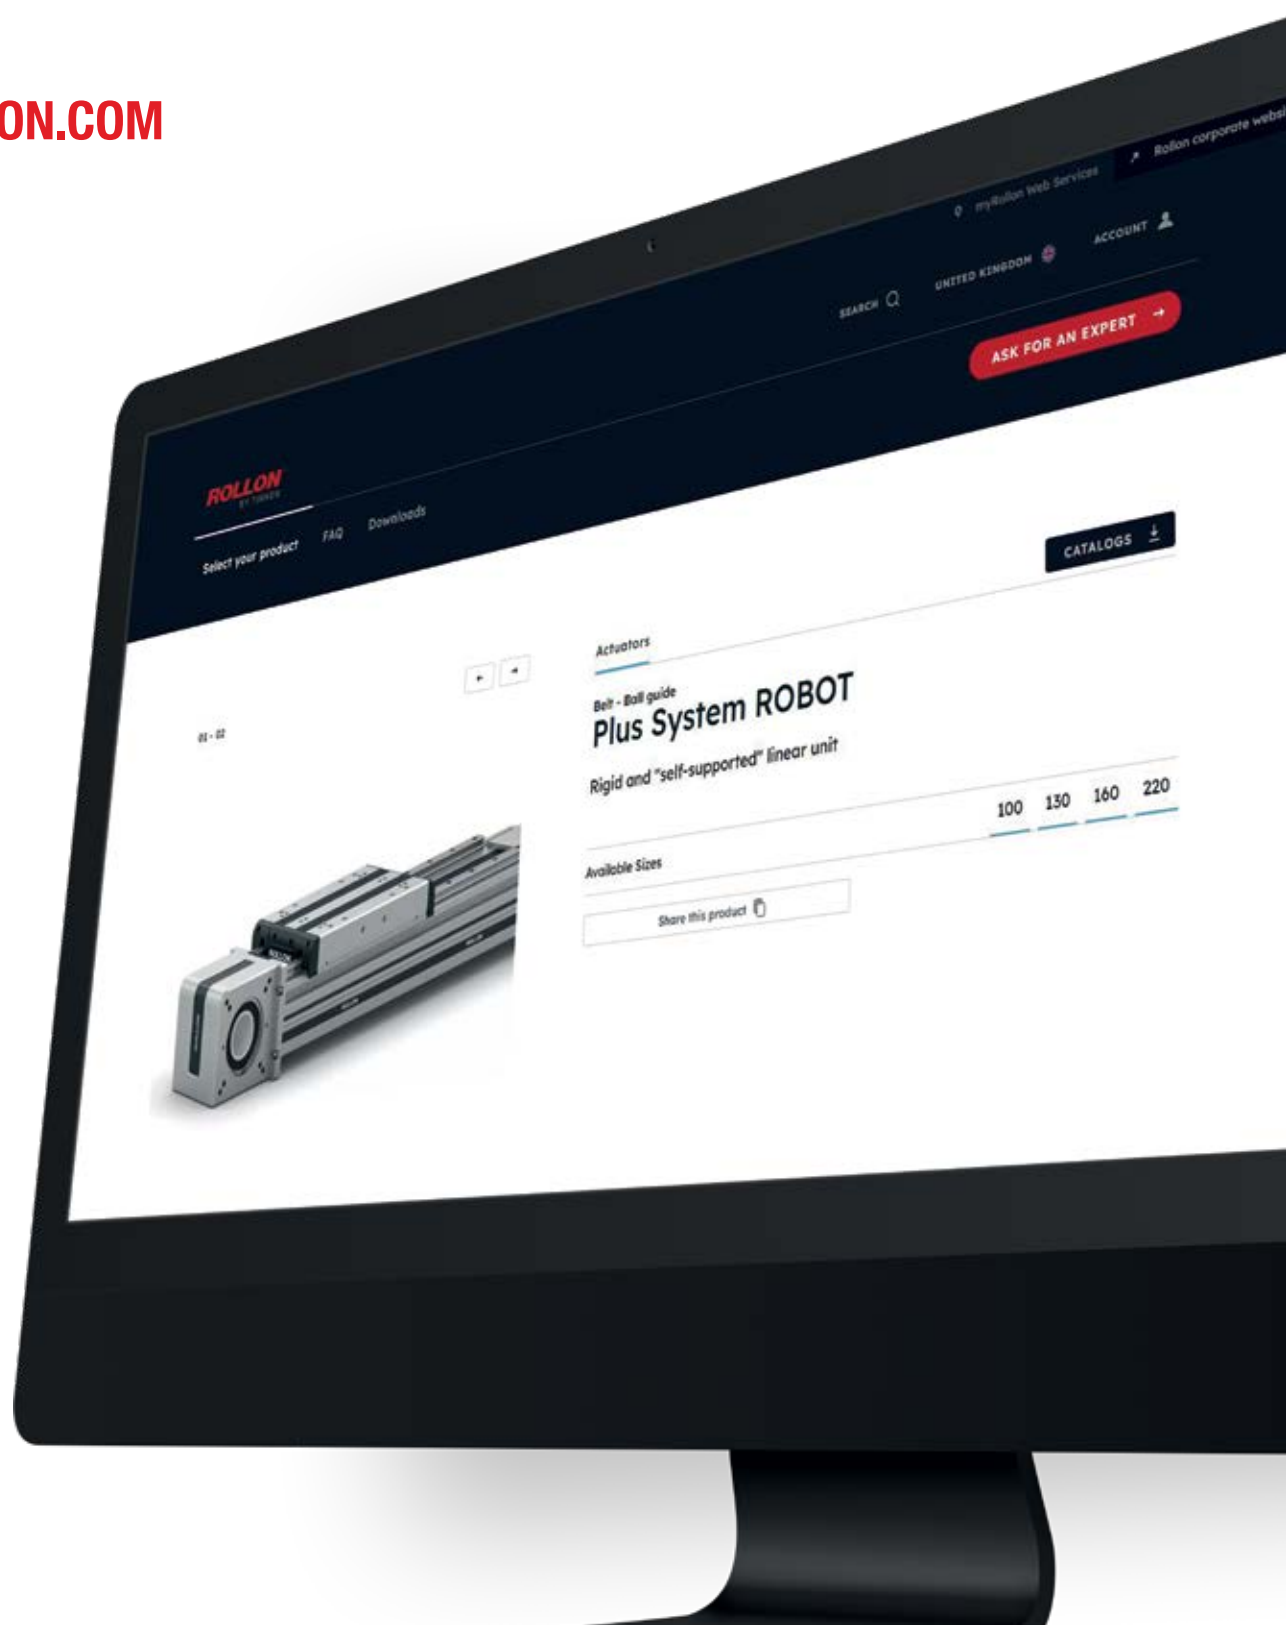 ON.COM
myRollon Web Services
Rollon corporate websi
SEARCH
UNITED KINGDOM
ACCOUNT
ASK FOR AN EXPERT →
ROLLON
BY TIMKEN
Select your product
FAQ
Downloads
CATALOGS
Actuators
01 - 02
Belt - Ball guide
Plus System ROBOT
Rigid and "self-supported" linear unit
Available Sizes
100 130 160 220
Share this product